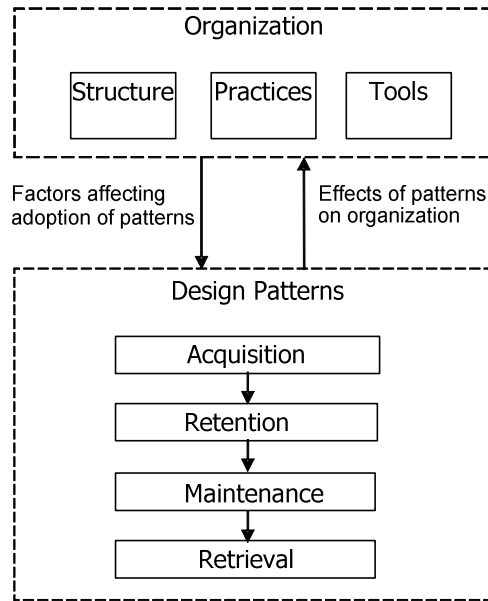 Organization
Structure
Practices
Tools
Factors affecting
adoption of patterns
Effects of patterns
on organization
Design Patterns
Acquisition
Retention
Maintenance
Retrieval